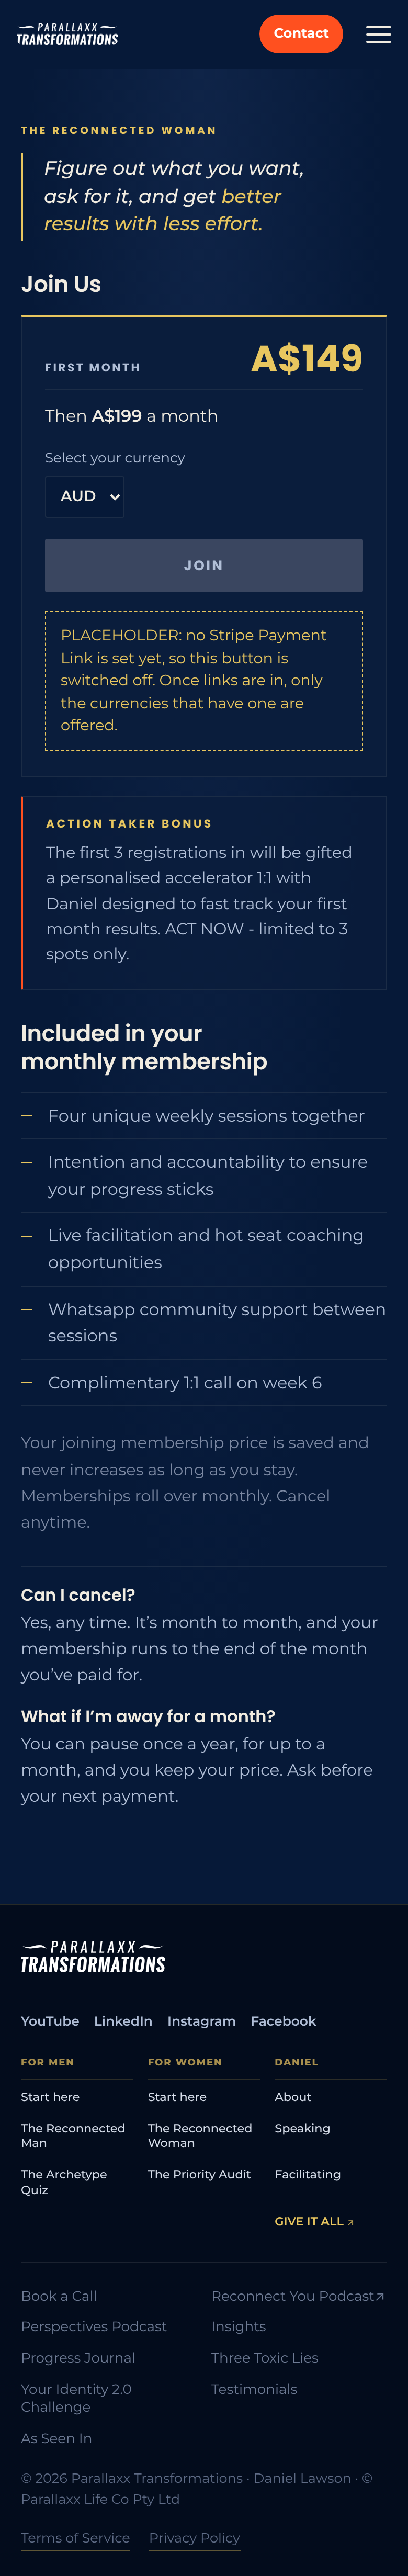 PARALLAXX
TRANSFORMATIONS
Contact
THE RECONNECTED WOMAN
Figure out what you want,
ask for it, and get better
results with less effort.
Join Us
FIRST MONTH
A$149
Then A$199 a month
Select your currency
AUD
JOIN
PLACEHOLDER: no Stripe Payment
Link is set yet, so this button is
switched off. Once links are in, only
the currencies that have one are
offered.
ACTION TAKER BONUS
The first 3 registrations in will be gifted
a personalised accelerator 1:1 with
Daniel designed to fast track your first
month results. ACT NOW - limited to 3
spots only.
Included in your
monthly membership
— Four unique weekly sessions together
— Intention and accountability to ensure
your progress sticks
— Live facilitation and hot seat coaching
opportunities
— Whatsapp community support between
sessions
— Complimentary 1:1 call on week 6
Your joining membership price is saved and
never increases as long as you stay.
Memberships roll over monthly. Cancel
anytime.
Can I cancel?
Yes, any time. It’s month to month, and your
membership runs to the end of the month
you’ve paid for.
What if I’m away for a month?
You can pause once a year, for up to a
month, and you keep your price. Ask before
your next payment.
PARALLAXX
TRANSFORMATIONS
YouTube LinkedIn Instagram Facebook
FOR MEN
Start here
The Reconnected
Man
The Archetype
Quiz
FOR WOMEN
Start here
The Reconnected
Woman
The Priority Audit
DANIEL
About
Speaking
Facilitating
GIVE IT ALL ↗
Book a Call
Reconnect You Podcast↗
Perspectives Podcast
Insights
Progress Journal
Three Toxic Lies
Your Identity 2.0
Challenge
Testimonials
As Seen In
© 2026 Parallaxx Transformations · Daniel Lawson · ©
Parallaxx Life Co Pty Ltd
Terms of Service Privacy Policy